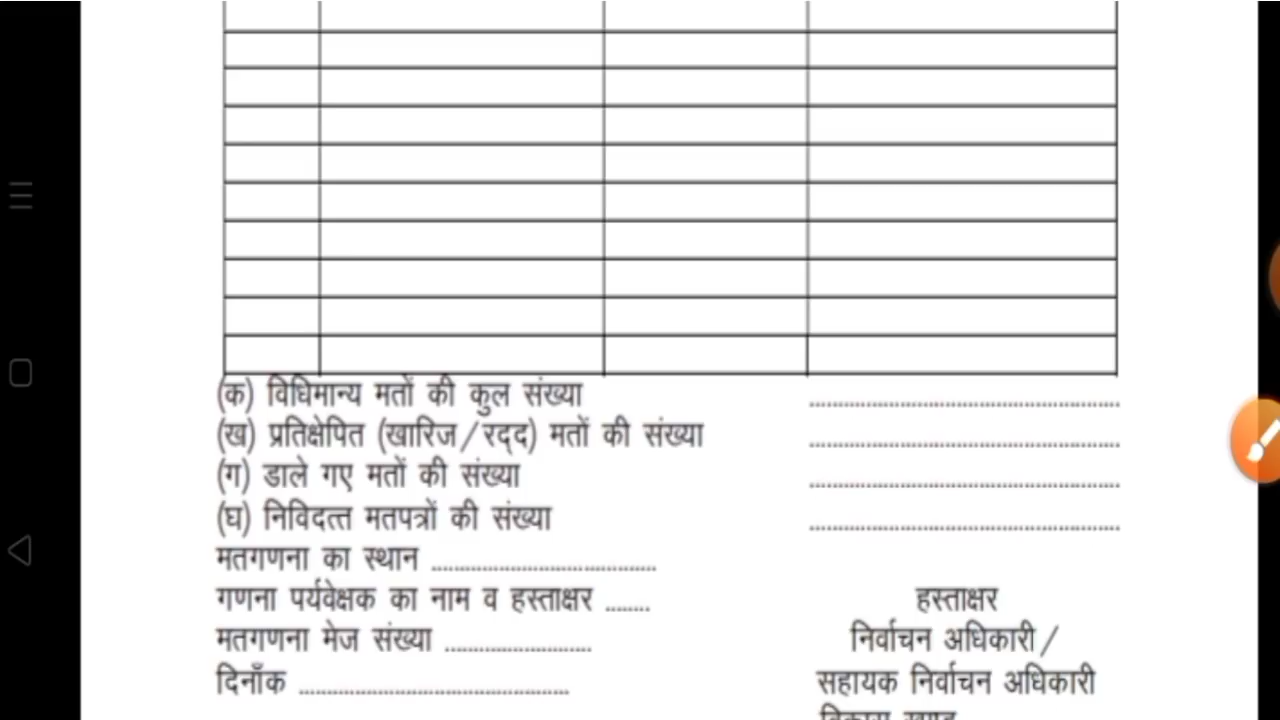 (क) विधिमान्य मतों की कुल संख्या ........................................
(ख) प्रतिक्षेपित (खारिज/रद्द) मतों की संख्या ........................................
(ग) डाले गए मतों की संख्या ........................................
(घ) निविदत्त मतपत्रों की संख्या ........................................
मतगणना का स्थान ........................................
गणना पर्यवेक्षक का नाम व हस्ताक्षर ........ हस्ताक्षर
मतगणना मेज संख्या .......................... निर्वाचन अधिकारी/
दिनाँक ........................................ सहायक निर्वाचन अधिकारी